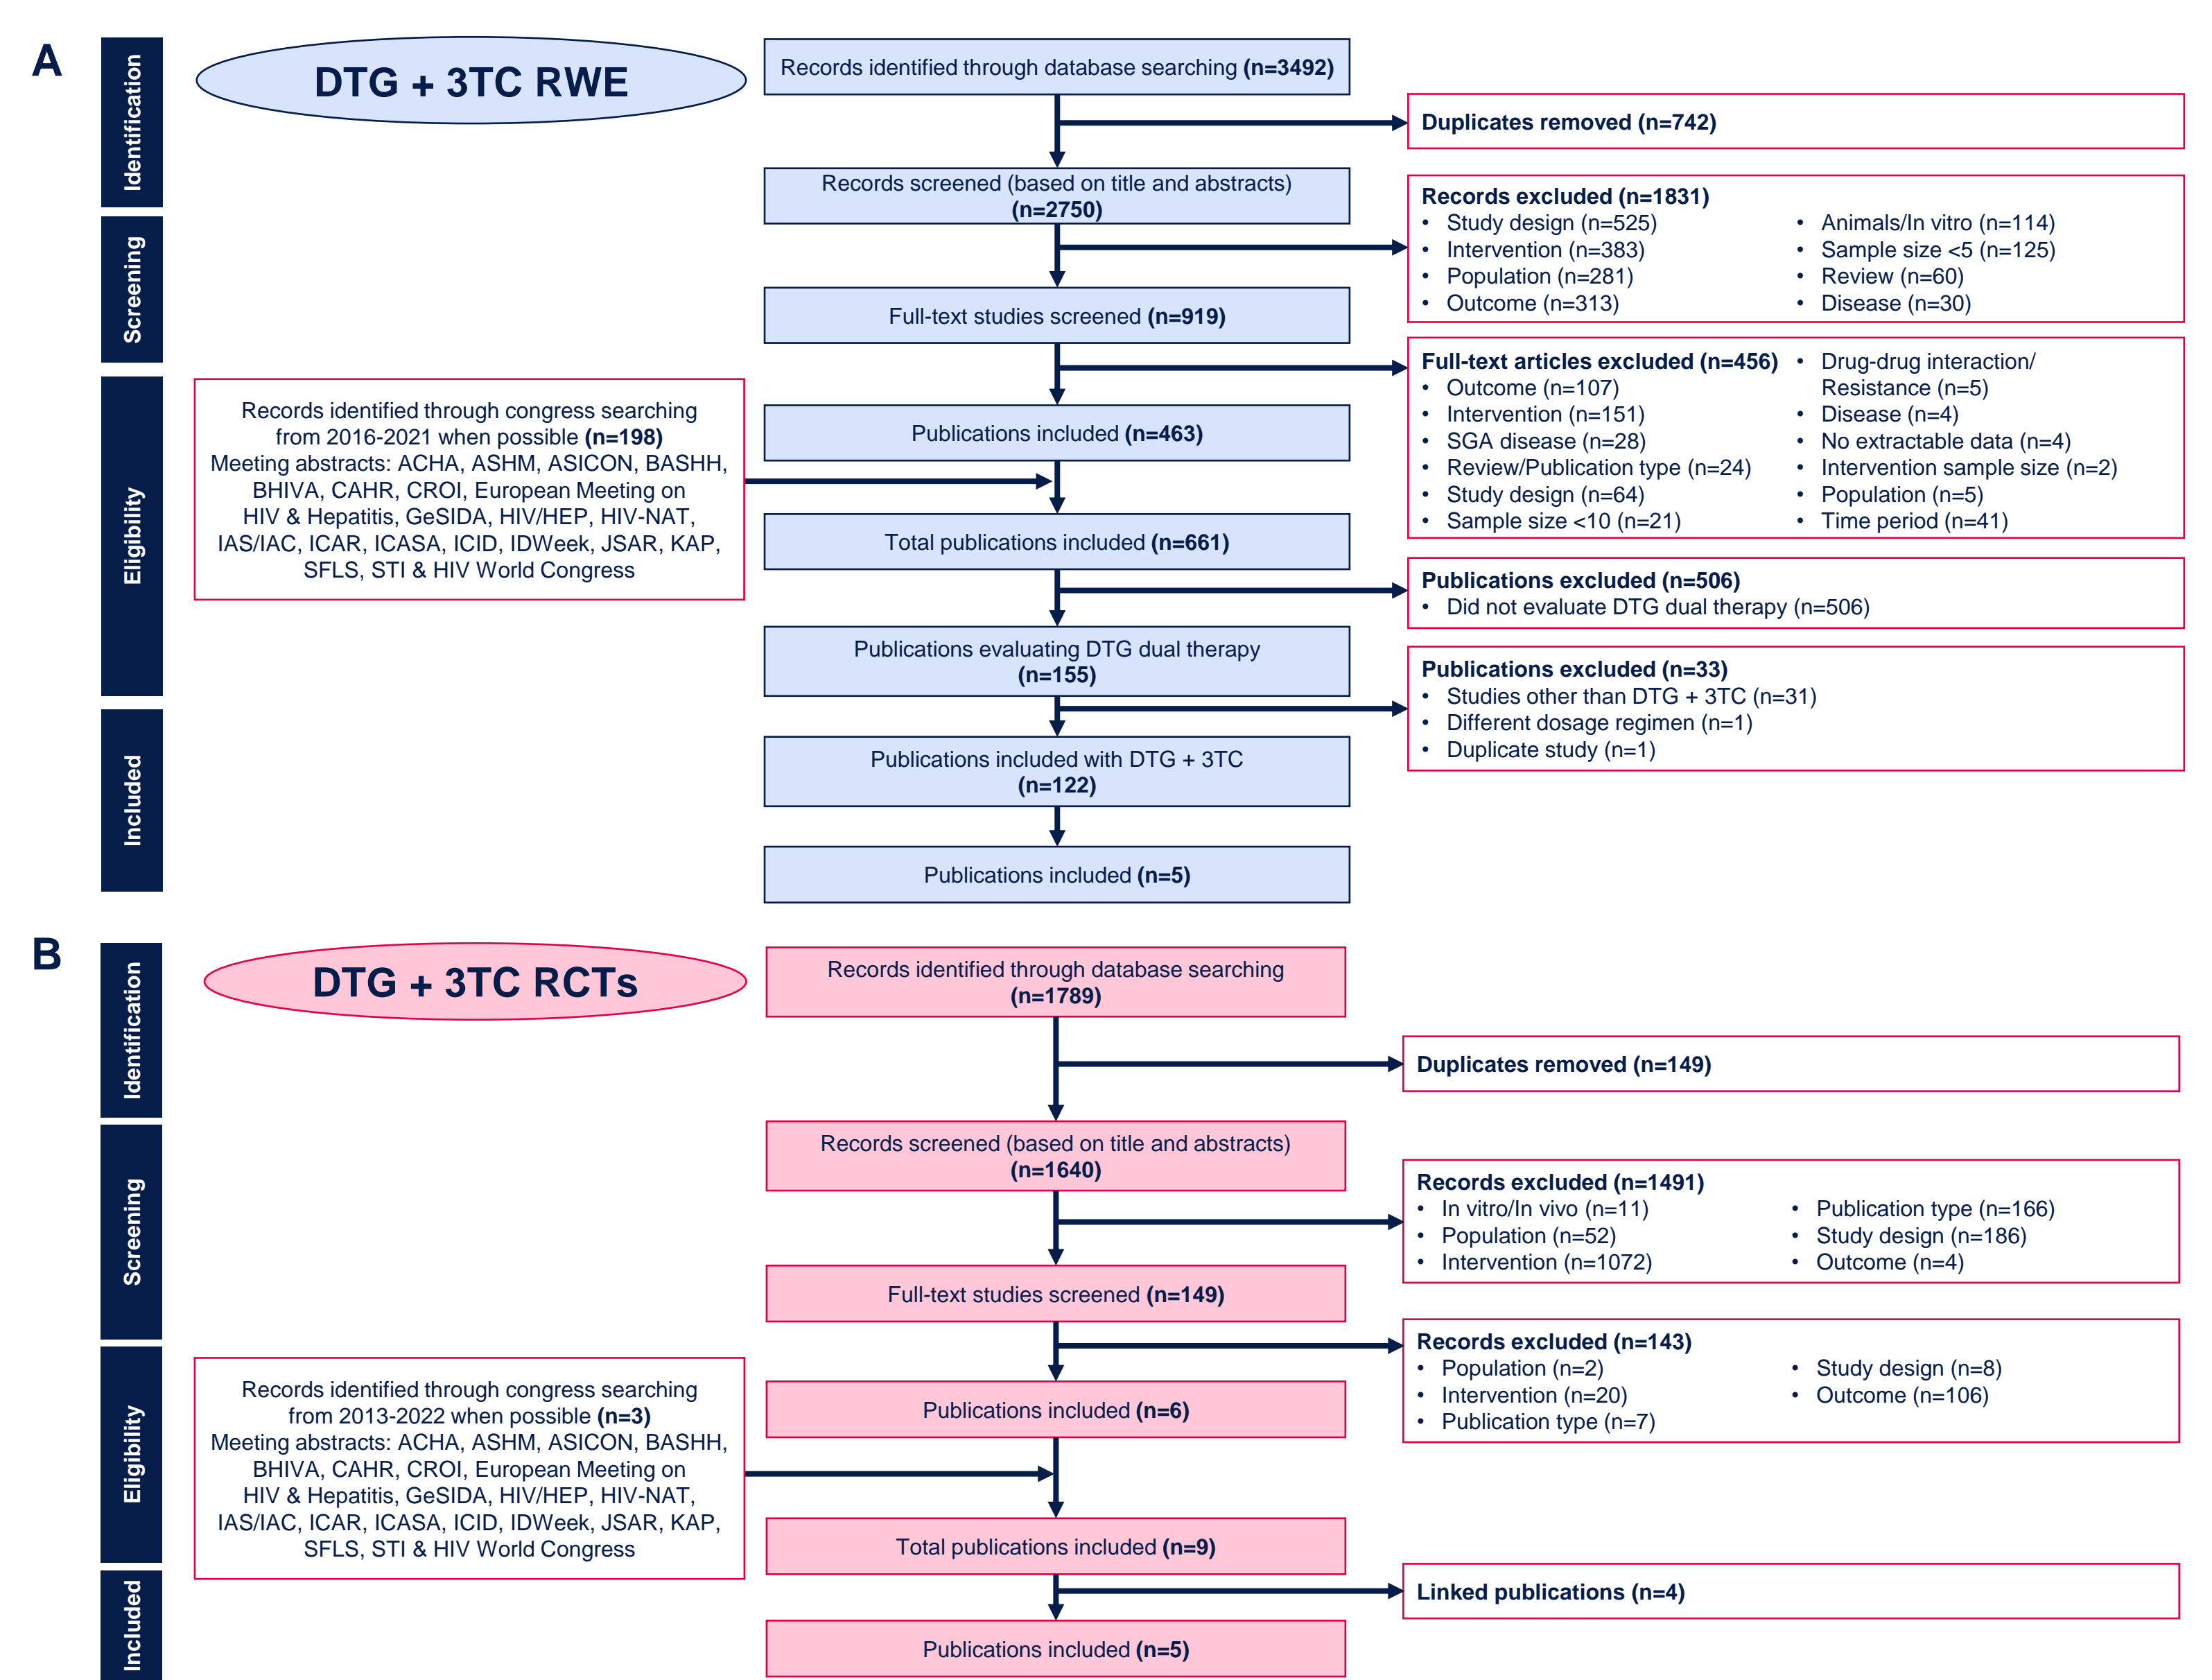 A
Identification
DTG + 3TC RWE
Records identified through database searching (n=3492)
Duplicates removed (n=742)
Records screened (based on title and abstracts)
(n=2750)
Screening
Records excluded (n=1831)
• Study design (n=525)
• Intervention (n=383)
• Population (n=281)
• Outcome (n=313)
• Animals/In vitro (n=114)
• Sample size <5 (n=125)
• Review (n=60)
• Disease (n=30)
Full-text studies screened (n=919)
Full-text articles excluded (n=456)
• Outcome (n=107)
• Intervention (n=151)
• SGA disease (n=28)
• Review/Publication type (n=24)
• Study design (n=64)
• Sample size <10 (n=21)
• Drug-drug interaction/
Resistance (n=5)
• Disease (n=4)
• No extractable data (n=4)
• Intervention sample size (n=2)
• Population (n=5)
• Time period (n=41)
Eligibility
Publications included (n=463)
Records identified through congress searching
from 2016-2021 when possible (n=198)
Meeting abstracts: ACHA, ASHM, ASICON, BASHH,
BHIVA, CAHR, CROI, European Meeting on
HIV & Hepatitis, GeSIDA, HIV/HEP, HIV-NAT,
IAS/IAC, ICAR, ICASA, ICID, IDWeek, JSAR, KAP,
SFLS, STI & HIV World Congress
Total publications included (n=661)
Publications excluded (n=506)
• Did not evaluate DTG dual therapy (n=506)
Publications evaluating DTG dual therapy
(n=155)
Publications excluded (n=33)
• Studies other than DTG + 3TC (n=31)
• Different dosage regimen (n=1)
• Duplicate study (n=1)
Included
Publications included with DTG + 3TC
(n=122)
Publications included (n=5)
B
Identification
DTG + 3TC RCTs
Records identified through database searching
(n=1789)
Duplicates removed (n=149)
Screening
Records screened (based on title and abstracts)
(n=1640)
Records excluded (n=1491)
• In vitro/In vivo (n=11)
• Population (n=52)
• Intervention (n=1072)
• Publication type (n=166)
• Study design (n=186)
• Outcome (n=4)
Full-text studies screened (n=149)
Records excluded (n=143)
• Population (n=2)
• Intervention (n=20)
• Publication type (n=7)
• Study design (n=8)
• Outcome (n=106)
Eligibility
Publications included (n=6)
Records identified through congress searching
from 2013-2022 when possible (n=3)
Meeting abstracts: ACHA, ASHM, ASICON, BASHH,
BHIVA, CAHR, CROI, European Meeting on
HIV & Hepatitis, GeSIDA, HIV/HEP, HIV-NAT,
IAS/IAC, ICAR, ICASA, ICID, IDWeek, JSAR, KAP,
SFLS, STI & HIV World Congress
Total publications included (n=9)
Linked publications (n=4)
Included
Publications included (n=5)